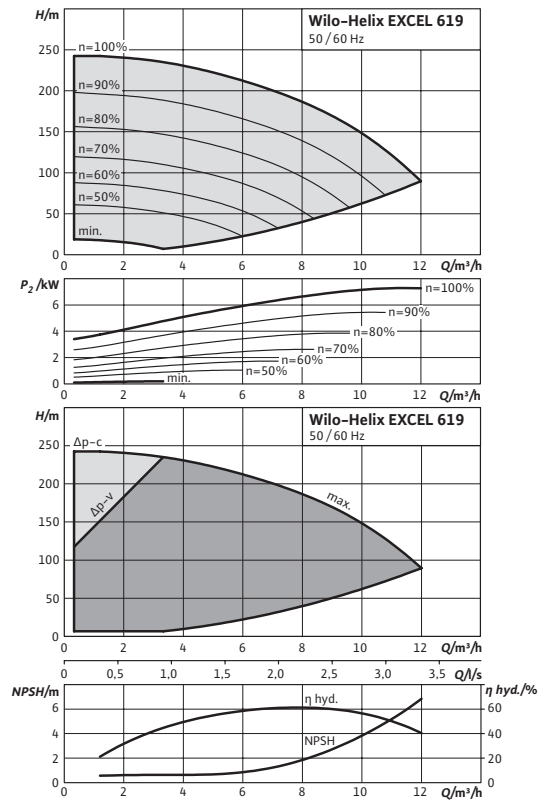 H/m
Wilo-Helix EXCEL 619
50 / 60 Hz
250
n=100%
200
n=90%
150
n=80%
n=70%
100
n=60%
50
n=50%
min.
0
0 2 4 6 8 10 12 Q/m³/h
P₂ /kW
n=100%
6
n=90%
4
n=80%
n=70%
2
n=60%
n=50%
min.
0
0 2 4 6 8 10 12 Q/m³/h
H/m
Wilo-Helix EXCEL 619
50 / 60 Hz
250
Δp-c
200
Δp-v
max.
150
100
50
0
0 2 4 6 8 10 12 Q/m³/h
0 0,5 1,0 1,5 2,0 2,5 3,0 3,5 Q/l/s
NPSH/m
η hyd./%
η hyd.
6 60
4 40
NPSH
2 20
0 0
0 2 4 6 8 10 12 Q/m³/h